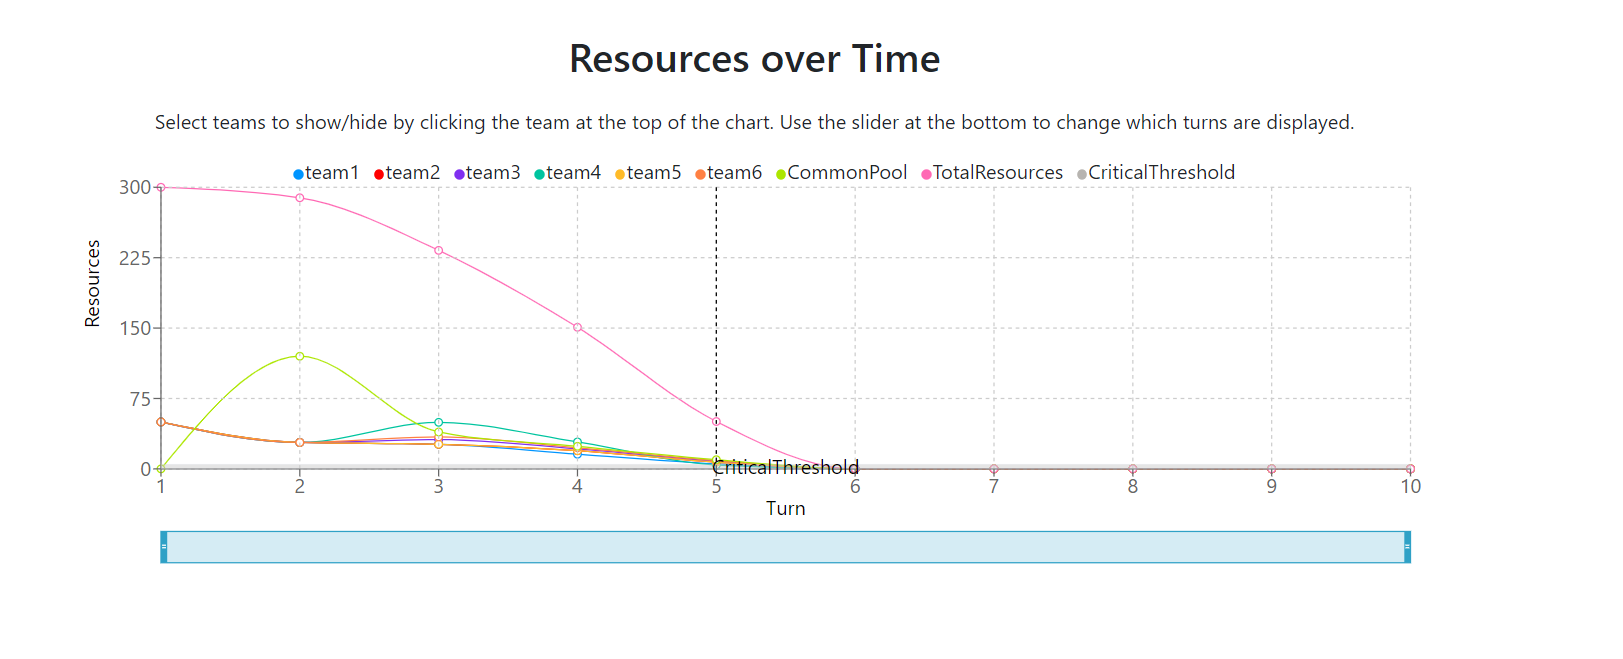 Resources over Time
Select teams to show/hide by clicking the team at the top of the chart. Use the slider at the bottom to change which turns are displayed.
team1 team2 team3 team4 team5 team6 CommonPool TotalResources CriticalThreshold
300
225
150
75
0
Resources
CriticalThreshold
1 2 3 4 5 6 7 8 9 10
Turn